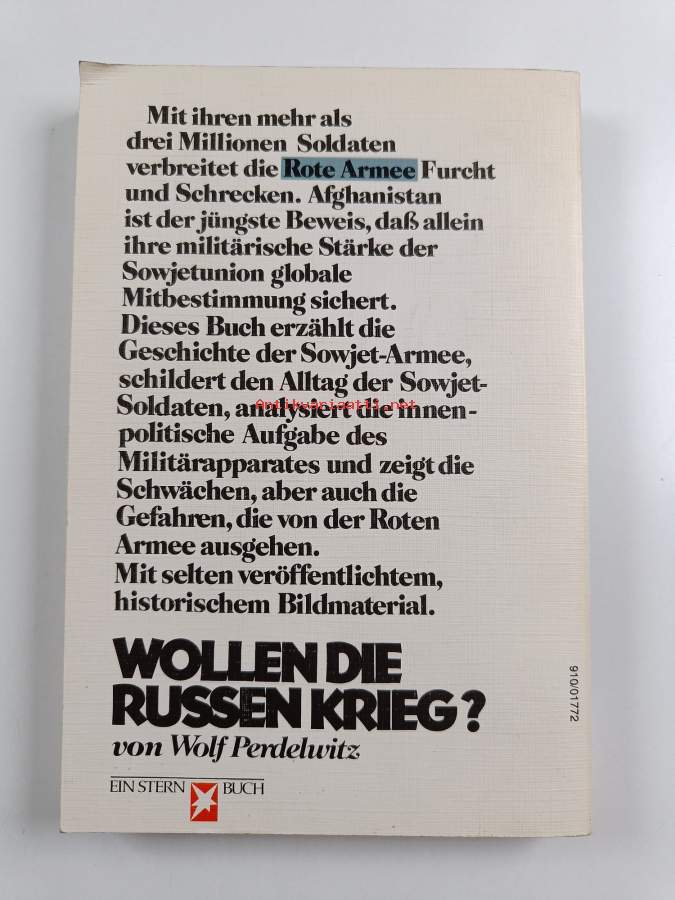 Mit ihren mehr als
drei Millionen Soldaten
verbreitet die Rote Armee Furcht
und Schrecken. Afghanistan
ist der jüngste Beweis, daß allein
ihre militärische Stärke der
Sowjetunion globale
Mitbestimmung sichert.
Dieses Buch erzählt die
Geschichte der Sowjet-Armee,
schildert den Alltag der Sowjet-
Soldaten, analysiert die innen-
politische Aufgabe des
Militärapparates und zeigt die
Schwächen, aber auch die
Gefahren, die von der Roten
Armee ausgehen.
Mit selten veröffentlichtem,
historischem Bildmaterial.
WOLLEN DIE
RUSSEN KRIEG?
von Wolf Perdelwitz
EIN STERN BUCH
910/01772
Antikvariaatti.net